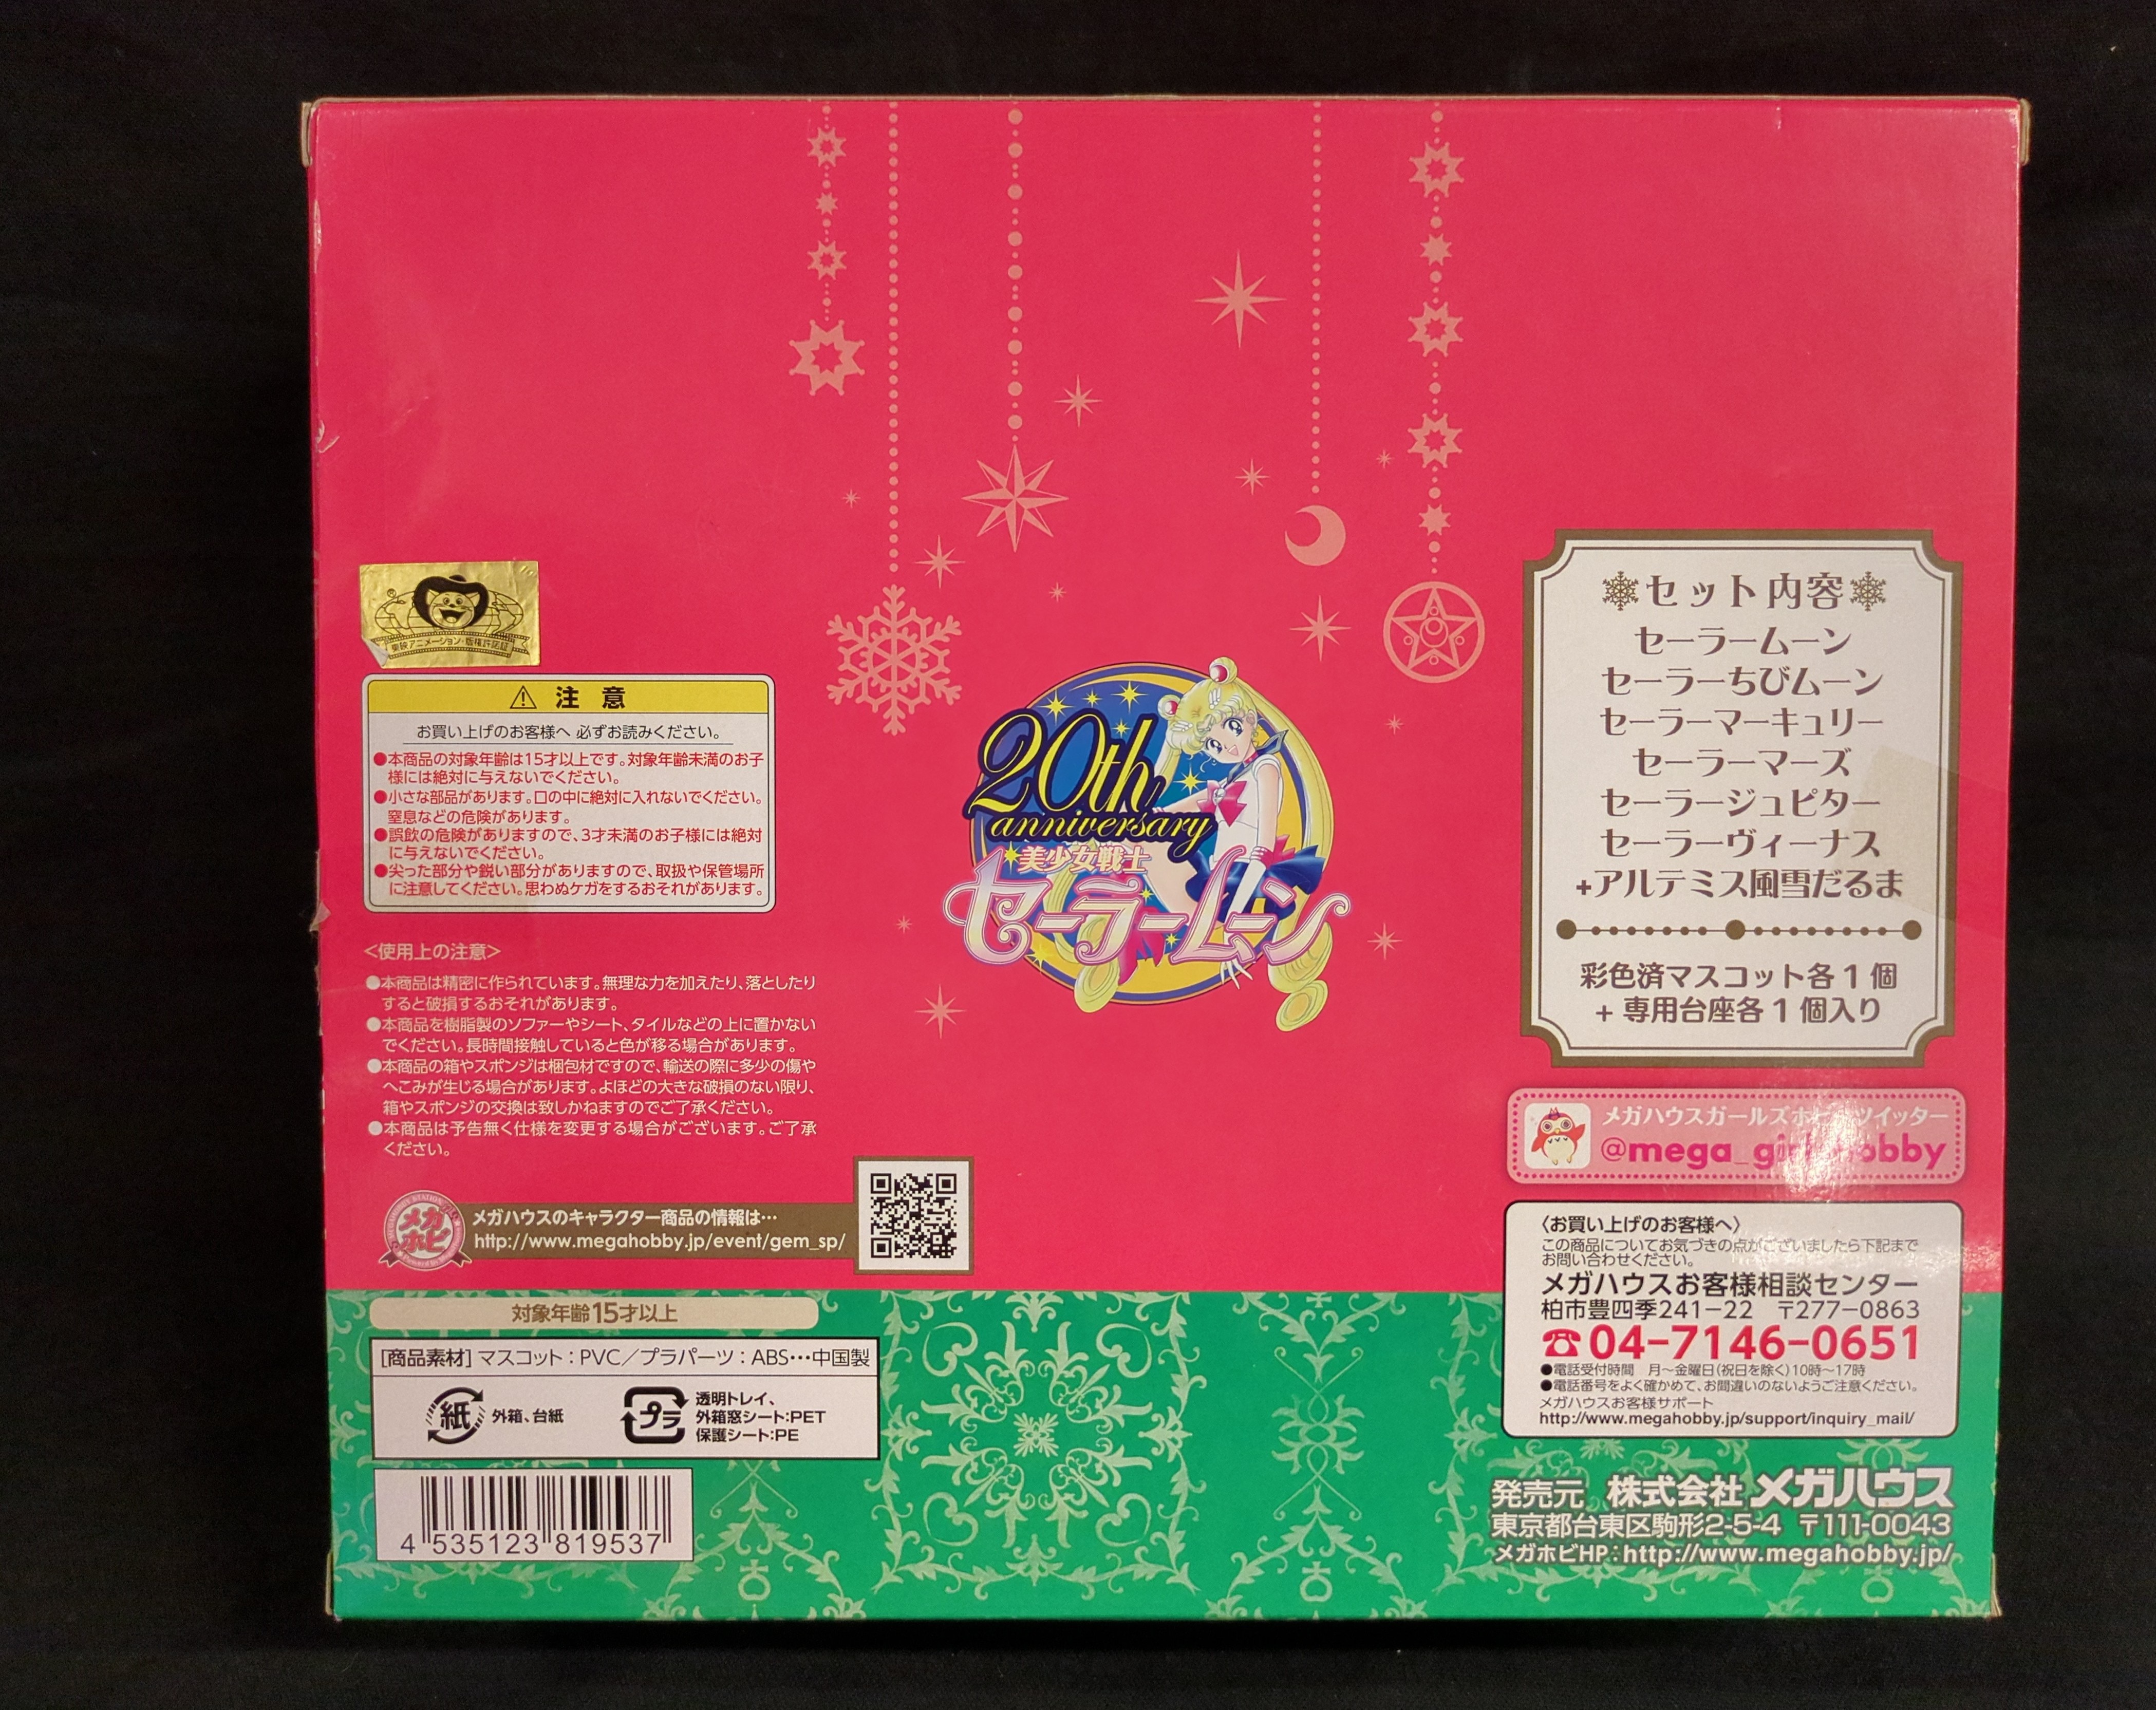 東映アニメーション・版権許諾証
⚠ 注 意
お買い上げのお客様へ 必ずお読みください。
●本商品の対象年齢は15才以上です。対象年齢未満のお子
様には絶対に与えないでください。
●小さな部品があります。口の中に絶対に入れないでください。
窒息などの危険があります。
●誤飲の危険がありますので、3才未満のお子様には絶対
に与えないでください。
●尖った部分や鋭い部分がありますので、取扱や保管場所
に注意してください。思わぬケガをするおそれがあります。
<使用上の注意>
●本商品は精密に作られています。無理な力を加えたり、落としたり
すると破損するおそれがあります。
●本商品を樹脂製のソファーやシート、タイルなどの上に置かない
でください。長時間接触していると色が移る場合があります。
●本商品の箱やスポンジは梱包材ですので、輸送の際に多少の傷や
へこみが生じる場合があります。よほどの大きな破損のない限り、
箱やスポンジの交換は致しかねますのでご了承ください。
●本商品は予告無く仕様を変更する場合がございます。ご了承
ください。
メガ
ホビ
メガハウスのキャラクター商品の情報は…
http://www.megahobby.jp/event/gem_sp/
対象年齢15才以上
[商品素材] マスコット：PVC／プラパーツ：ABS…中国製
紙 外箱、台紙
プラ 透明トレイ、
外箱窓シート:PET
保護シート:PE
4 535123 819537
20th
anniversary
美少女戦士
セーラームーン
セット内容
セーラームーン
セーラーちびムーン
セーラーマーキュリー
セーラーマーズ
セーラージュピター
セーラーヴィーナス
+アルテミス風雪だるま
彩色済マスコット各1個
+ 専用台座各1個入り
メガハウスガールズホビーツイッター
@mega_girls_hobby
〈お買い上げのお客様へ〉
この商品についてお気づきの点がございましたら下記まで
お問い合わせください。
メガハウスお客様相談センター
柏市豊四季241−22 〒277−0863
☎04−7146−0651
●電話受付時間 月〜金曜日(祝日を除く)10時〜17時
●電話番号をよく確かめて、お間違いのないようご注意ください。
メガハウスお客様サポート
http://www.megahobby.jp/support/inquiry_mail/
発売元 株式会社メガハウス
東京都台東区駒形2-5-4 〒111-0043
メガホビHP：http://www.megahobby.jp/